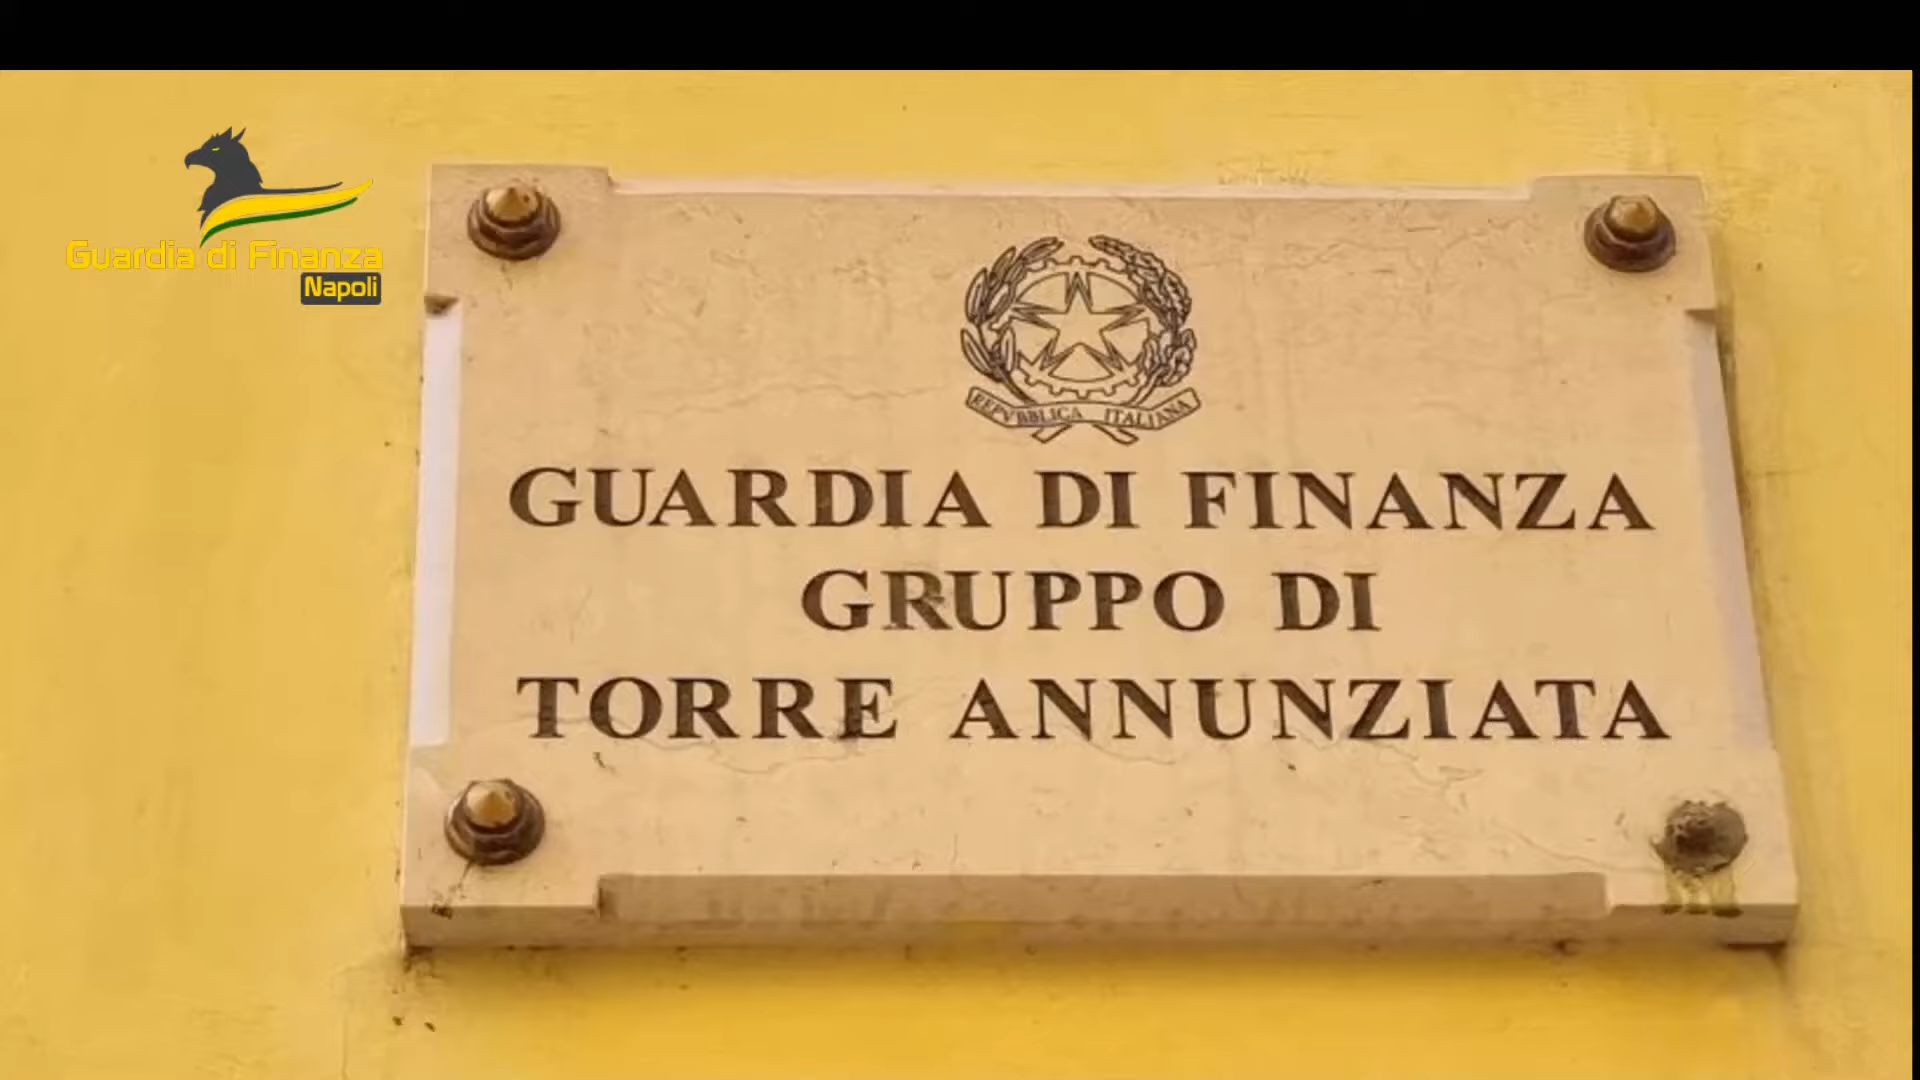 Guardia di Finanza
Napoli
REPVBBLICA ITALIANA
GUARDIA DI FINANZA
GRUPPO DI
TORRE ANNUNZIATA